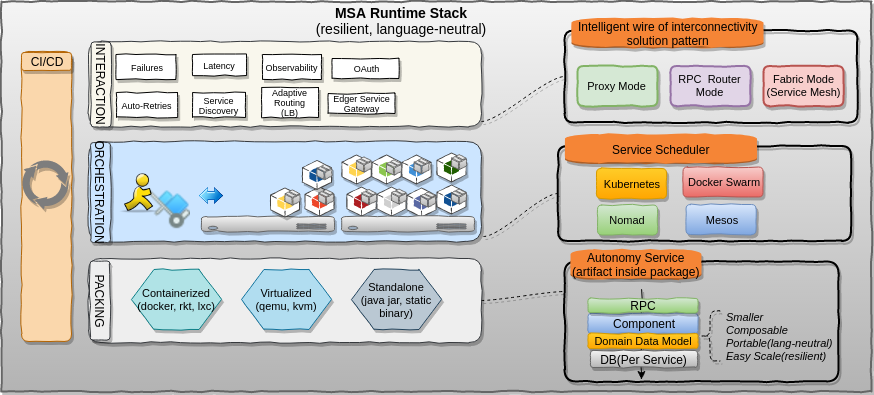 MSA Runtime Stack
(resilient, language-neutral)
CI/CD
INTERACTION
Failures
Latency
Observability
OAuth
Auto-Retries
Service
Discovery
Adaptive
Routing
(LB)
Edger Service
Gateway
Intelligent wire of interconnectivity
solution pattern
Proxy Mode
RPC Router
Mode
Fabric Mode
(Service Mesh)
ORCHESTRATION
Service Scheduler
Kubernetes
Docker Swarm
Nomad
Mesos
PACKING
Containerized
(docker, rkt, lxc)
Virtualized
(qemu, kvm)
Standalone
(java jar, static
binary)
Autonomy Service
(artifact inside package)
RPC
Component
Domain Data Model
DB(Per Service)
Smaller
Composable
Portable(lang-neutral)
Easy Scale(resilient)